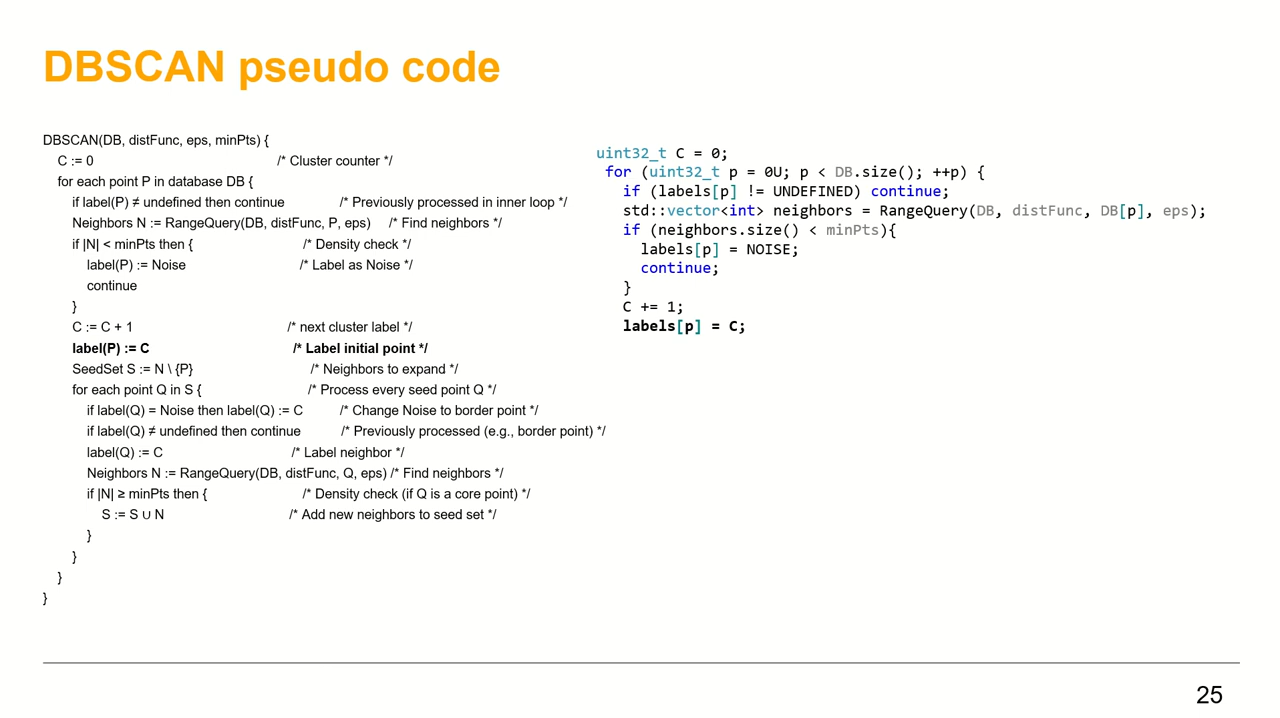 DBSCAN pseudo code
DBSCAN(DB, distFunc, eps, minPts) {
C := 0 /* Cluster counter */
for each point P in database DB {
if label(P) ≠ undefined then continue /* Previously processed in inner loop */
Neighbors N := RangeQuery(DB, distFunc, P, eps) /* Find neighbors */
if |N| < minPts then { /* Density check */
label(P) := Noise /* Label as Noise */
continue
}
C := C + 1 /* next cluster label */
label(P) := C /* Label initial point */
SeedSet S := N \ {P} /* Neighbors to expand */
for each point Q in S { /* Process every seed point Q */
if label(Q) = Noise then label(Q) := C /* Change Noise to border point */
if label(Q) ≠ undefined then continue /* Previously processed (e.g., border point) */
label(Q) := C /* Label neighbor */
Neighbors N := RangeQuery(DB, distFunc, Q, eps) /* Find neighbors */
if |N| ≥ minPts then { /* Density check (if Q is a core point) */
S := S ∪ N /* Add new neighbors to seed set */
}
}
}
}
uint32_t C = 0;
for (uint32_t p = 0U; p < DB.size(); ++p) {
if (labels[p] != UNDEFINED) continue;
std::vector<int> neighbors = RangeQuery(DB, distFunc, DB[p], eps);
if (neighbors.size() < minPts){
labels[p] = NOISE;
continue;
}
C += 1;
labels[p] = C;
25